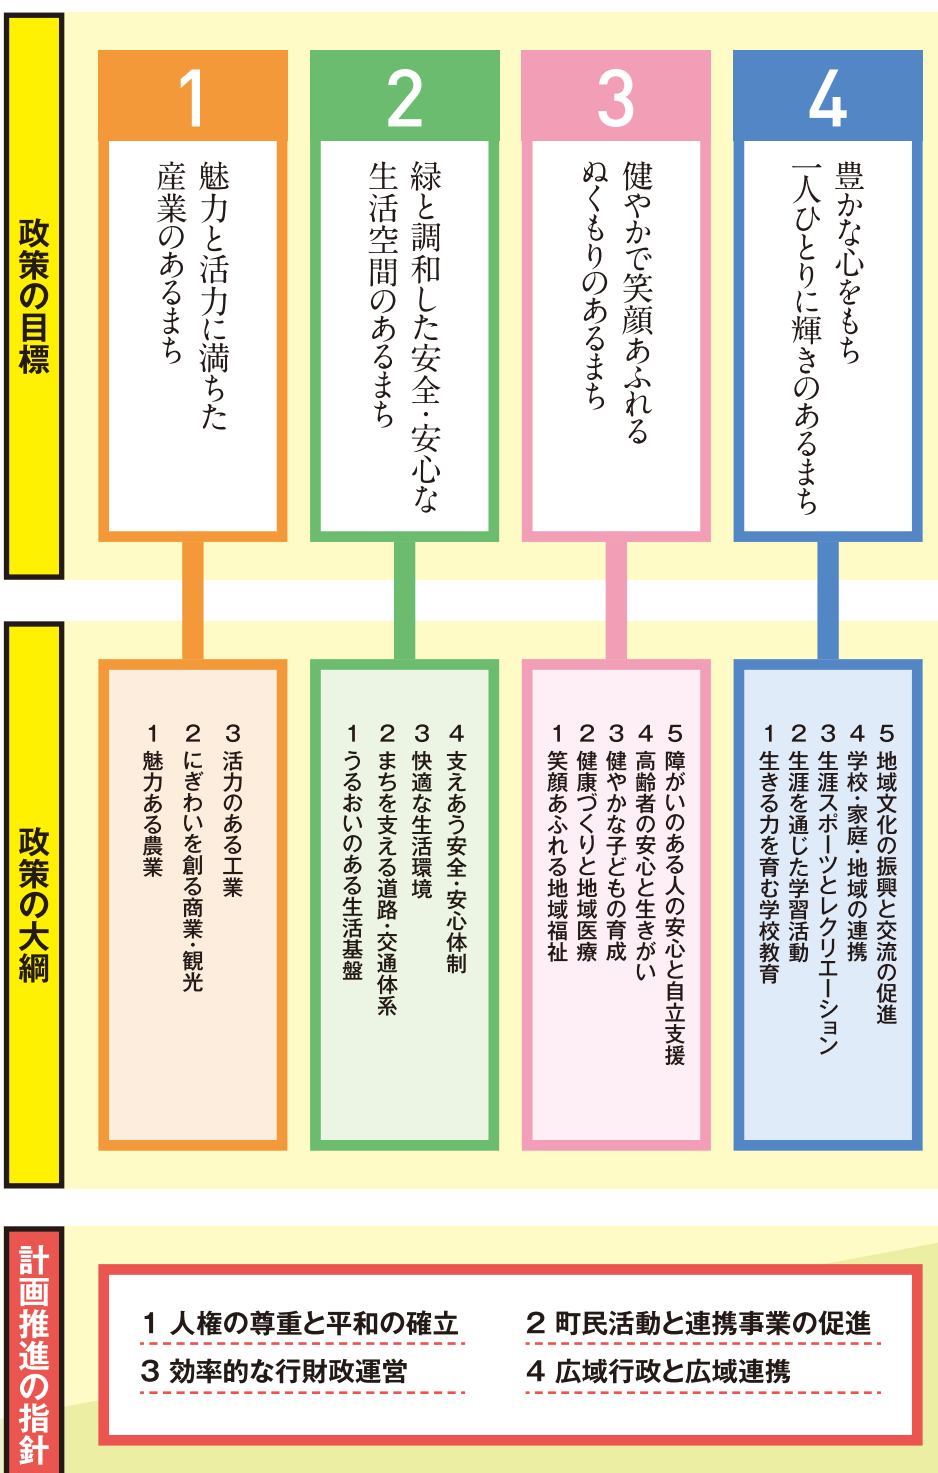 政策の目標
1
魅力と活力に満ちた
産業のあるまち
2
緑と調和した安全・安心な
生活空間のあるまち
3
健やかで笑顔あふれる
ぬくもりのあるまち
4
豊かな心をもち
一人ひとりに輝きのあるまち
政策の大綱
1 魅力ある農業
2 にぎわいを創る商業・観光
3 活力のある工業
1 うるおいのある生活基盤
2 まちを支える道路・交通体系
3 快適な生活環境
4 支えあう安全・安心体制
1 笑顔あふれる地域福祉
2 健康づくりと地域医療
3 健やかな子どもの育成
4 高齢者の安心と生きがい
5 障がいのある人の安心と自立支援
1 生きる力を育む学校教育
2 生涯を通じた学習活動
3 生涯スポーツとレクリエーション
4 学校・家庭・地域の連携
5 地域文化の振興と交流の促進
計画推進の指針
1 人権の尊重と平和の確立
2 町民活動と連携事業の促進
3 効率的な行財政運営
4 広域行政と広域連携